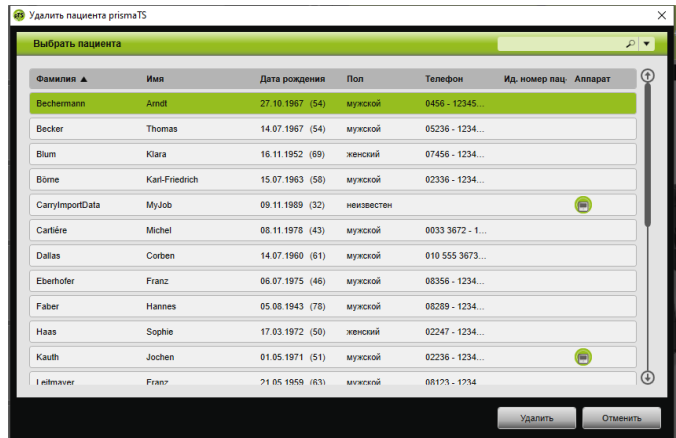 Удалить пациента prismaTS
Выбрать пациента
Фамилия ▲ Имя Дата рождения Пол Телефон Ид. номер пац. Аппарат
Bechermann Arndt 27.10.1967 (54) мужской 0456 - 12345...
Becker Thomas 14.07.1967 (54) мужской 05236 - 1234...
Blum Klara 16.11.1952 (69) женский 07456 - 1234...
Börne Karl-Friedrich 15.07.1963 (58) мужской 02336 - 1234...
CarryImportData MyJob 09.11.1989 (32) неизвестен
Cartiére Michel 08.11.1978 (43) мужской 0033 3672 - 1...
Dallas Corben 14.07.1960 (61) мужской 010 555 3673...
Eberhofer Franz 06.07.1975 (46) мужской 08356 - 1234...
Faber Hannes 05.08.1943 (78) мужской 08289 - 1234...
Haas Sophie 17.03.1972 (50) женский 02247 - 1234...
Kauth Jochen 01.05.1971 (51) мужской 02236 - 1234...
Leitmayer Franz 21.05.1959 (63) мужской 08123 - 1234
Удалить Отменить